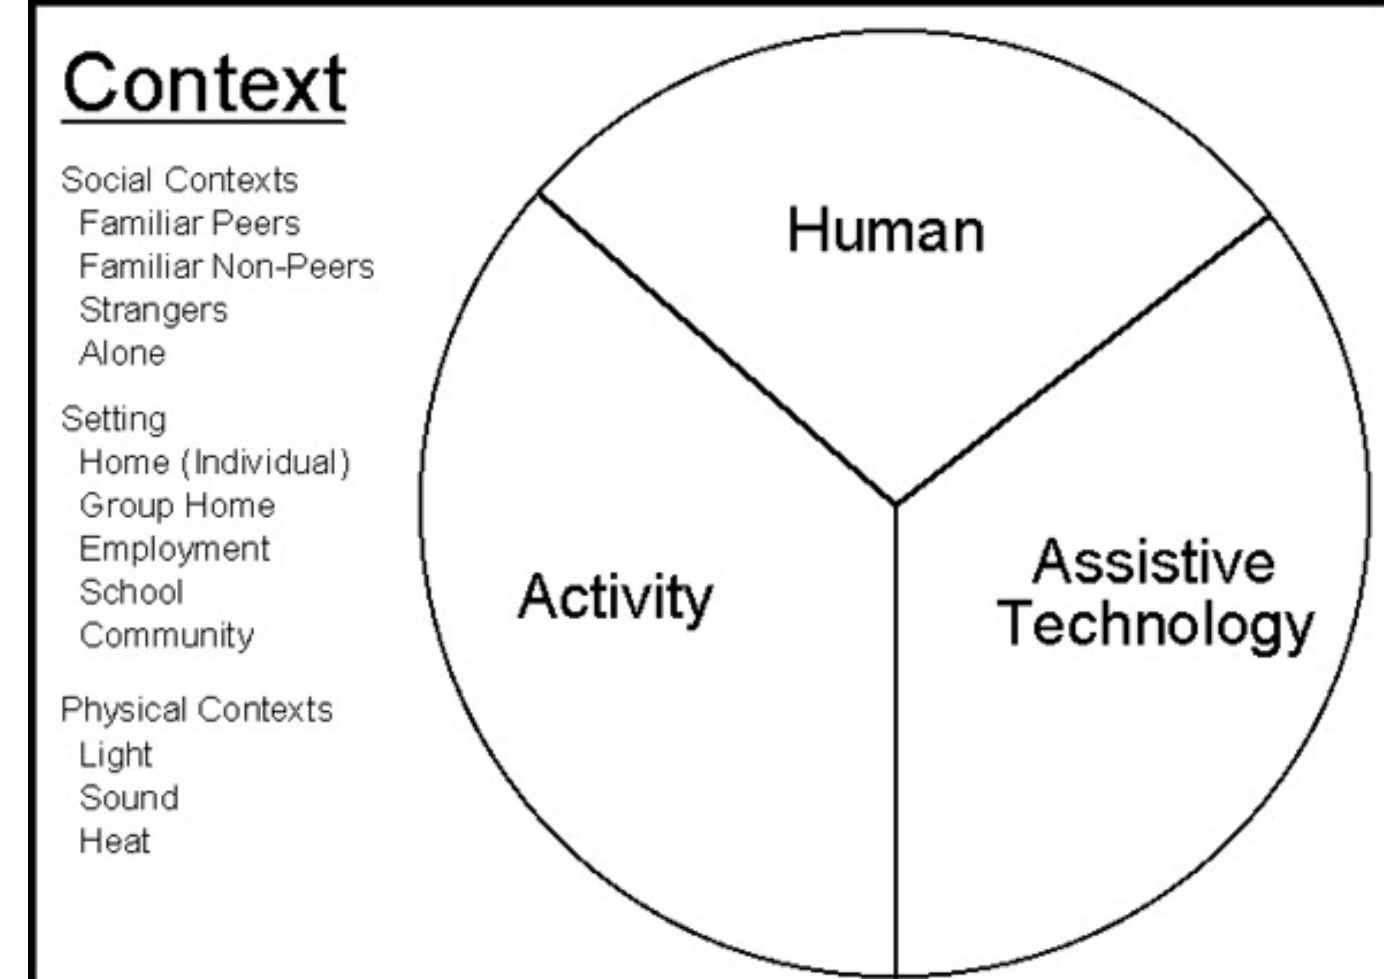 Context
Social Contexts
Familiar Peers
Familiar Non-Peers
Strangers
Alone
Setting
Home (Individual)
Group Home
Employment
School
Community
Physical Contexts
Light
Sound
Heat
Human
Activity
Assistive
Technology